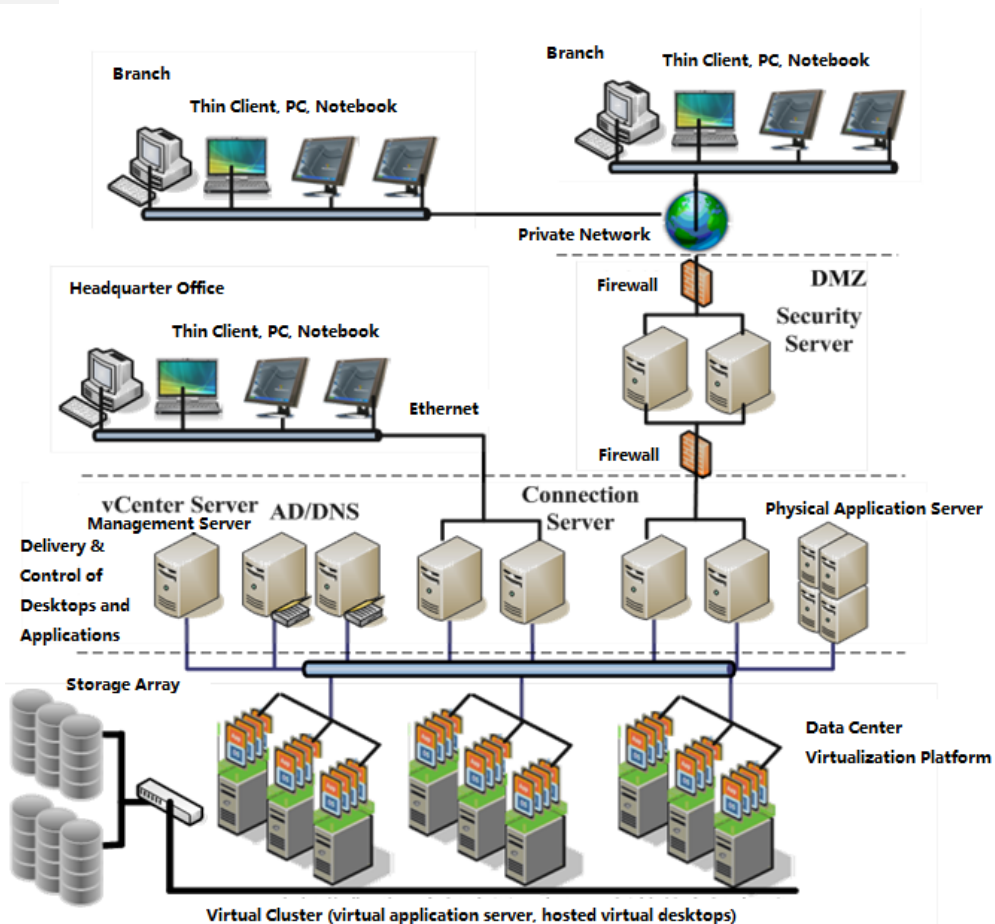 Branch
Thin Client, PC, Notebook
Branch
Thin Client, PC, Notebook
Private Network
Headquarter Office
Thin Client, PC, Notebook
Ethernet
Firewall
DMZ
Security
Server
Firewall
vCenter Server
Management Server
AD/DNS
Connection
Server
Physical Application Server
Delivery &
Control of
Desktops and
Applications
Storage Array
Data Center
Virtualization Platform
Virtual Cluster (virtual application server, hosted virtual desktops)